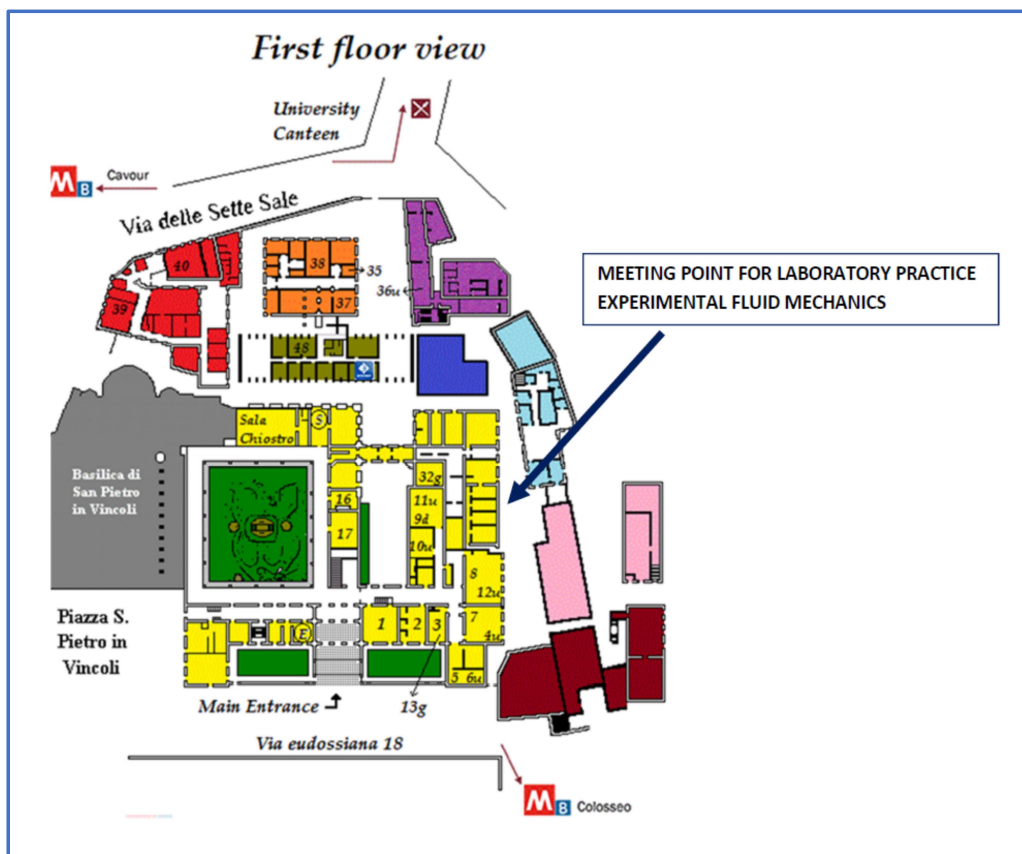 First floor view
University
Canteen
M B Cavour
Via delle Sette Sale
40
38
35
39
37
36u
MEETING POINT FOR LABORATORY PRACTICE
EXPERIMENTAL FLUID MECHANICS
48
Sala
Chiostro
S
Basilica di
San Pietro
in Vincoli
32g
16
11u
9d
17
10u
8
12u
Piazza S.
Pietro in
Vincoli
E
1
2
3
7
4u
5 6u
Main Entrance
13g
Via eudossiana 18
M B Colosseo